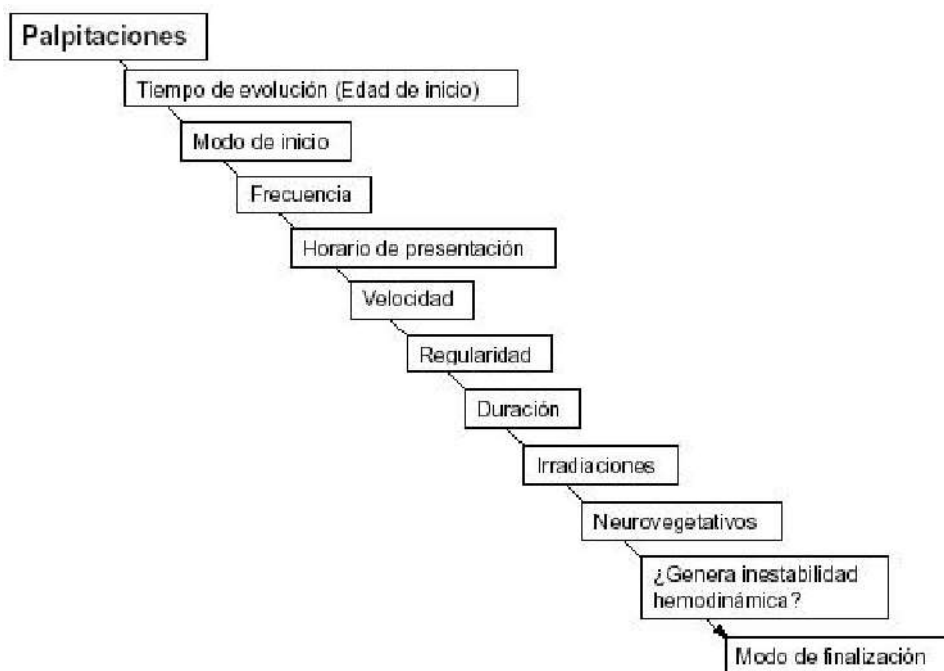 Palpitaciones
Tiempo de evolución (Edad de inicio)
Modo de inicio
Frecuencia
Horario de presentación
Velocidad
Regularidad
Duración
Irradiaciones
Neurovegetativos
¿Genera inestabilidad
hemodinámica?
Modo de finalización